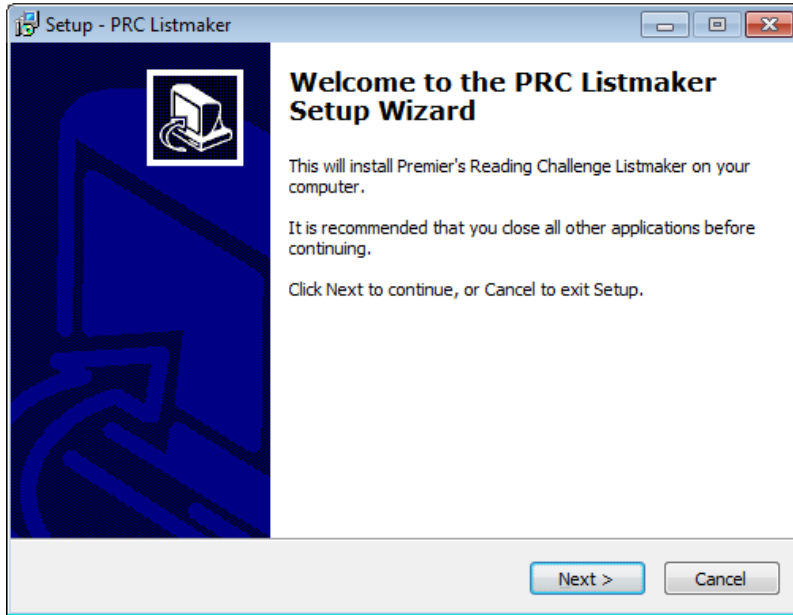 Setup - PRC Listmaker
Welcome to the PRC Listmaker
Setup Wizard
This will install Premier's Reading Challenge Listmaker on your
computer.
It is recommended that you close all other applications before
continuing.
Click Next to continue, or Cancel to exit Setup.
Next >
Cancel